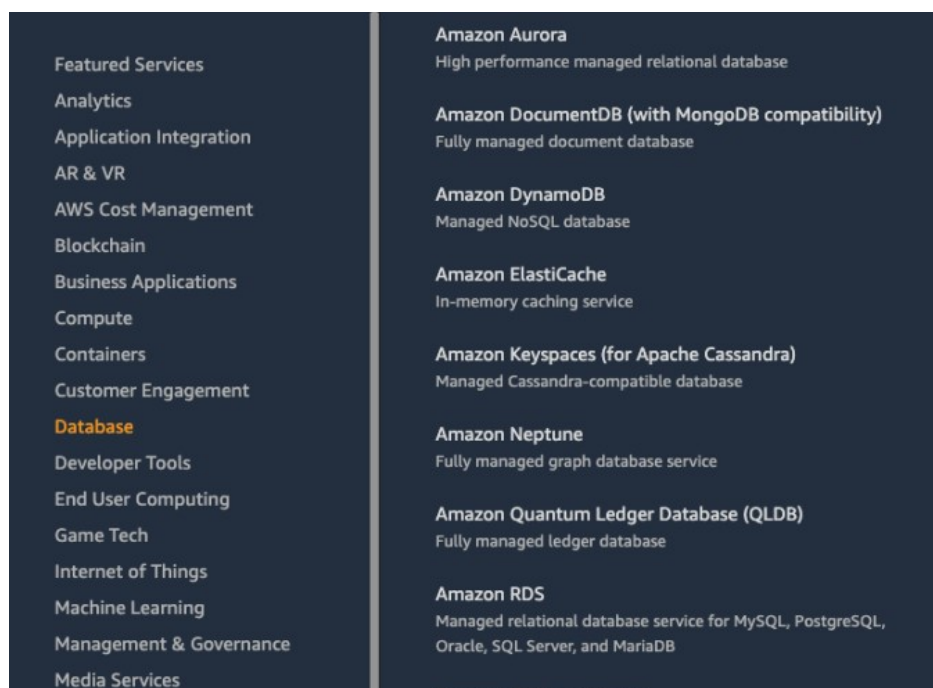 Featured Services
Analytics
Application Integration
AR & VR
AWS Cost Management
Blockchain
Business Applications
Compute
Containers
Customer Engagement
Database
Developer Tools
End User Computing
Game Tech
Internet of Things
Machine Learning
Management & Governance
Media Services
Amazon Aurora
High performance managed relational database
Amazon DocumentDB (with MongoDB compatibility)
Fully managed document database
Amazon DynamoDB
Managed NoSQL database
Amazon ElastiCache
In-memory caching service
Amazon Keyspaces (for Apache Cassandra)
Managed Cassandra-compatible database
Amazon Neptune
Fully managed graph database service
Amazon Quantum Ledger Database (QLDB)
Fully managed ledger database
Amazon RDS
Managed relational database service for MySQL, PostgreSQL,
Oracle, SQL Server, and MariaDB